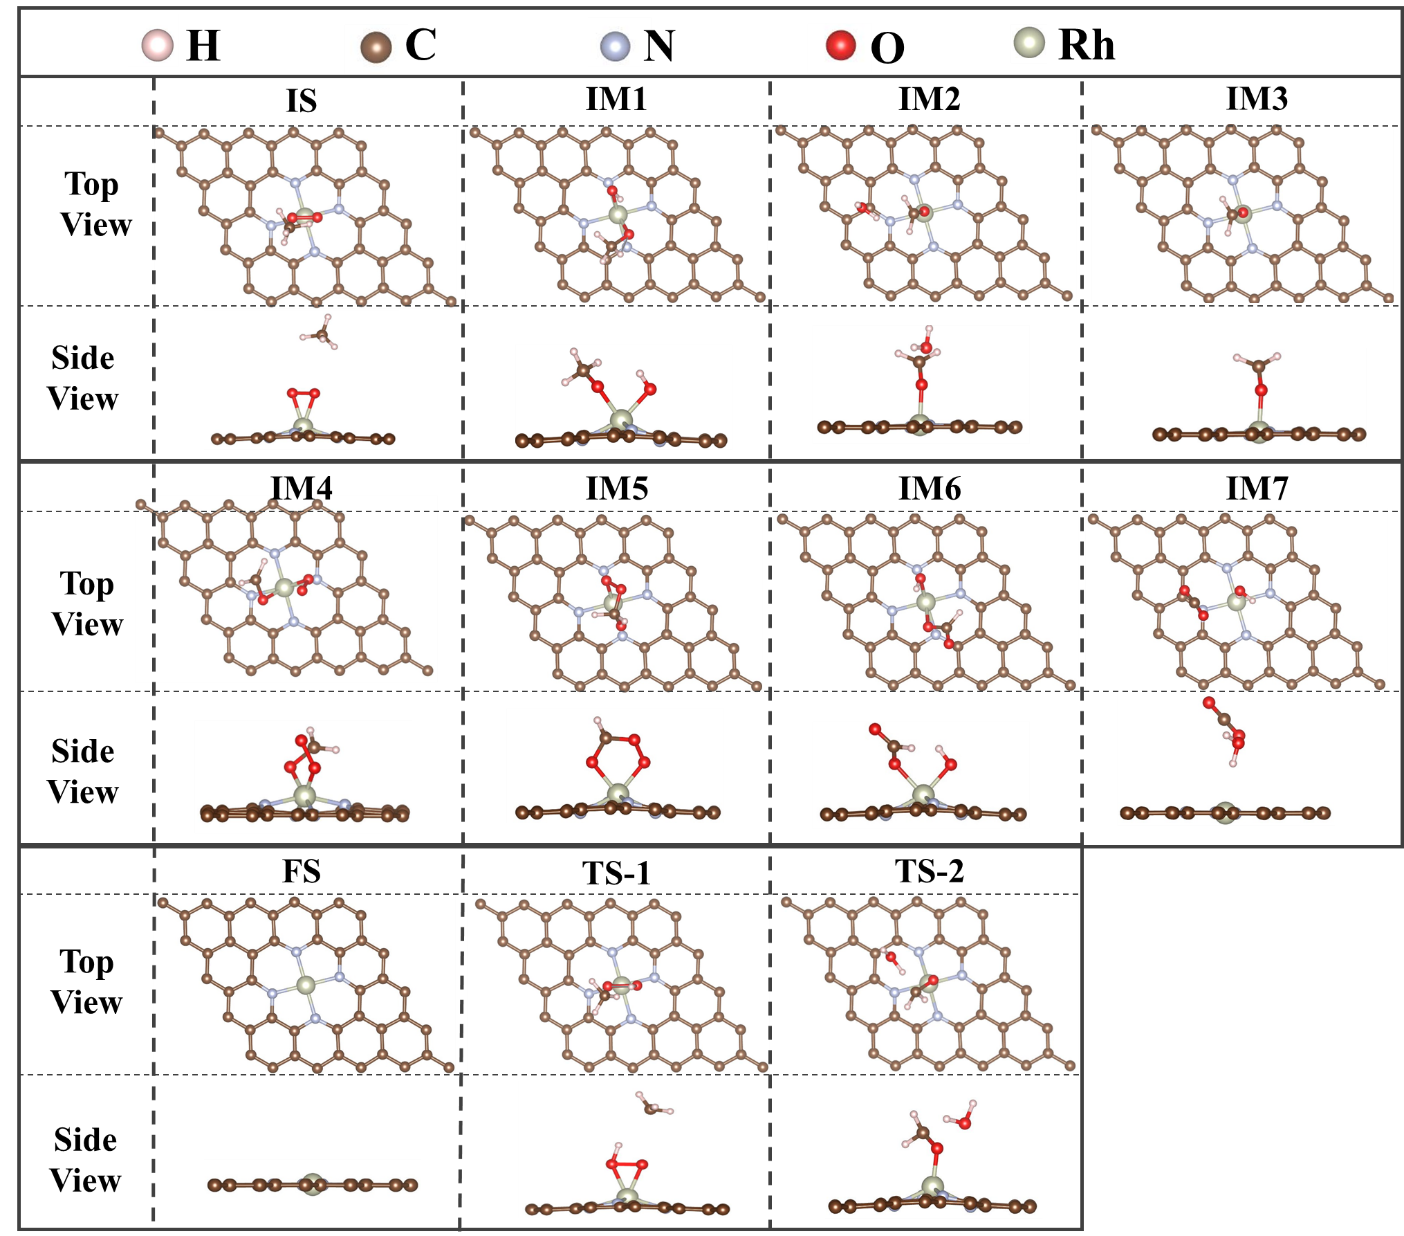 H C N O Rh
IS IM1 IM2 IM3
Top
View
Side
View
IM4 IM5 IM6 IM7
Top
View
Side
View
FS TS-1 TS-2
Top
View
Side
View